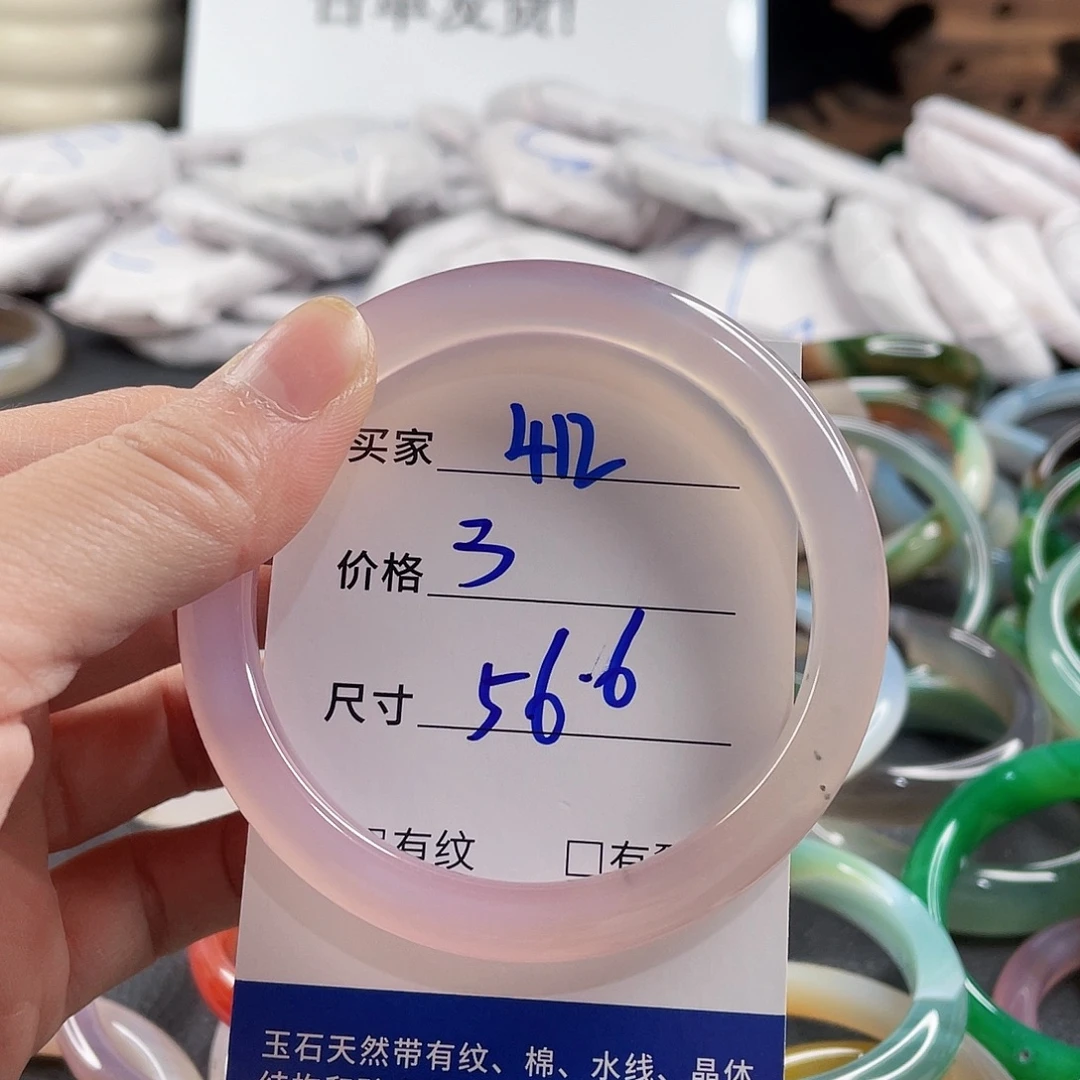 买家 412
价格 3
尺寸 56.6
有纹 □有
玉石天然带有纹、棉、水线、晶体